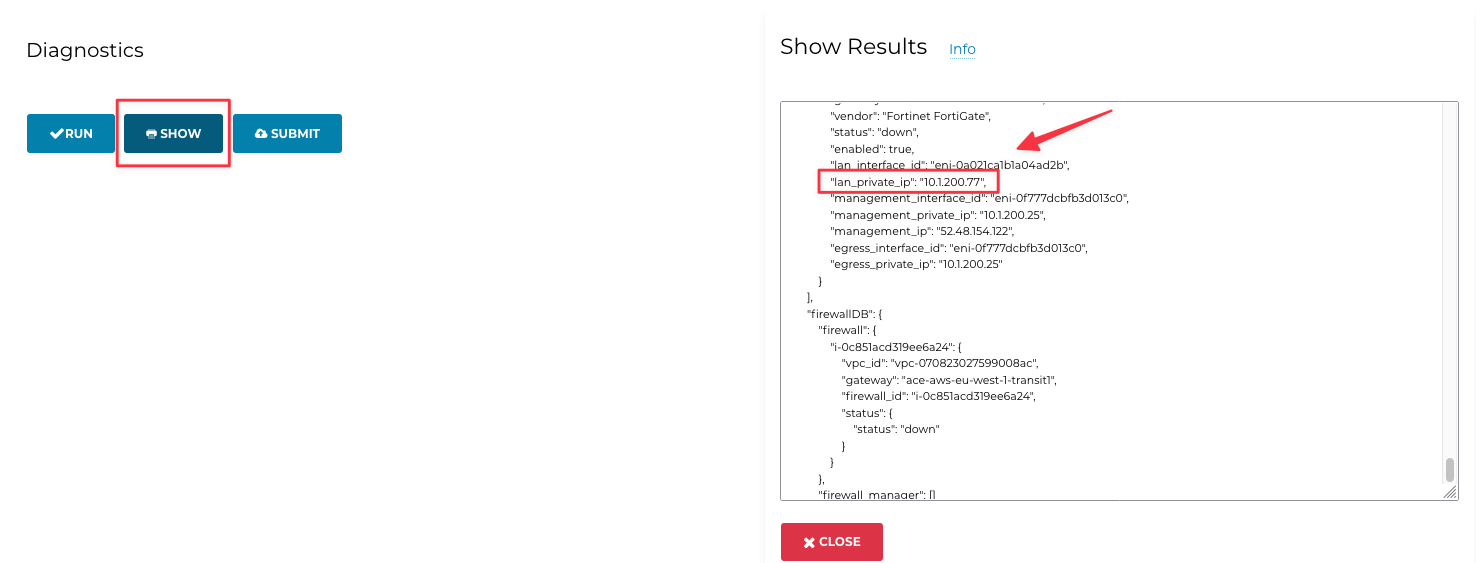 Diagnostics
RUN
SHOW
SUBMIT
Show Results Info
"vendor": "Fortinet FortiGate",
"status": "down",
"enabled": true,
"lan_interface_id": "eni-0a021ca1b1a04ad2b",
"lan_private_ip": "10.1.200.77",
"management_interface_id": "eni-0f777dcbfb3d013c0",
"management_private_ip": "10.1.200.25",
"management_ip": "52.48.154.122",
"egress_interface_id": "eni-0f777dcbfb3d013c0",
"egress_private_ip": "10.1.200.25"
}
],
"firewallDB": {
"firewall": {
"i-0c851acd319ee6a24": {
"vpc_id": "vpc-070823027599008ac",
"gateway": "ace-aws-eu-west-1-transit1",
"firewall_id": "i-0c851acd319ee6a24",
"status": {
"status": "down"
}
}
},
"firewall_manager": []
CLOSE